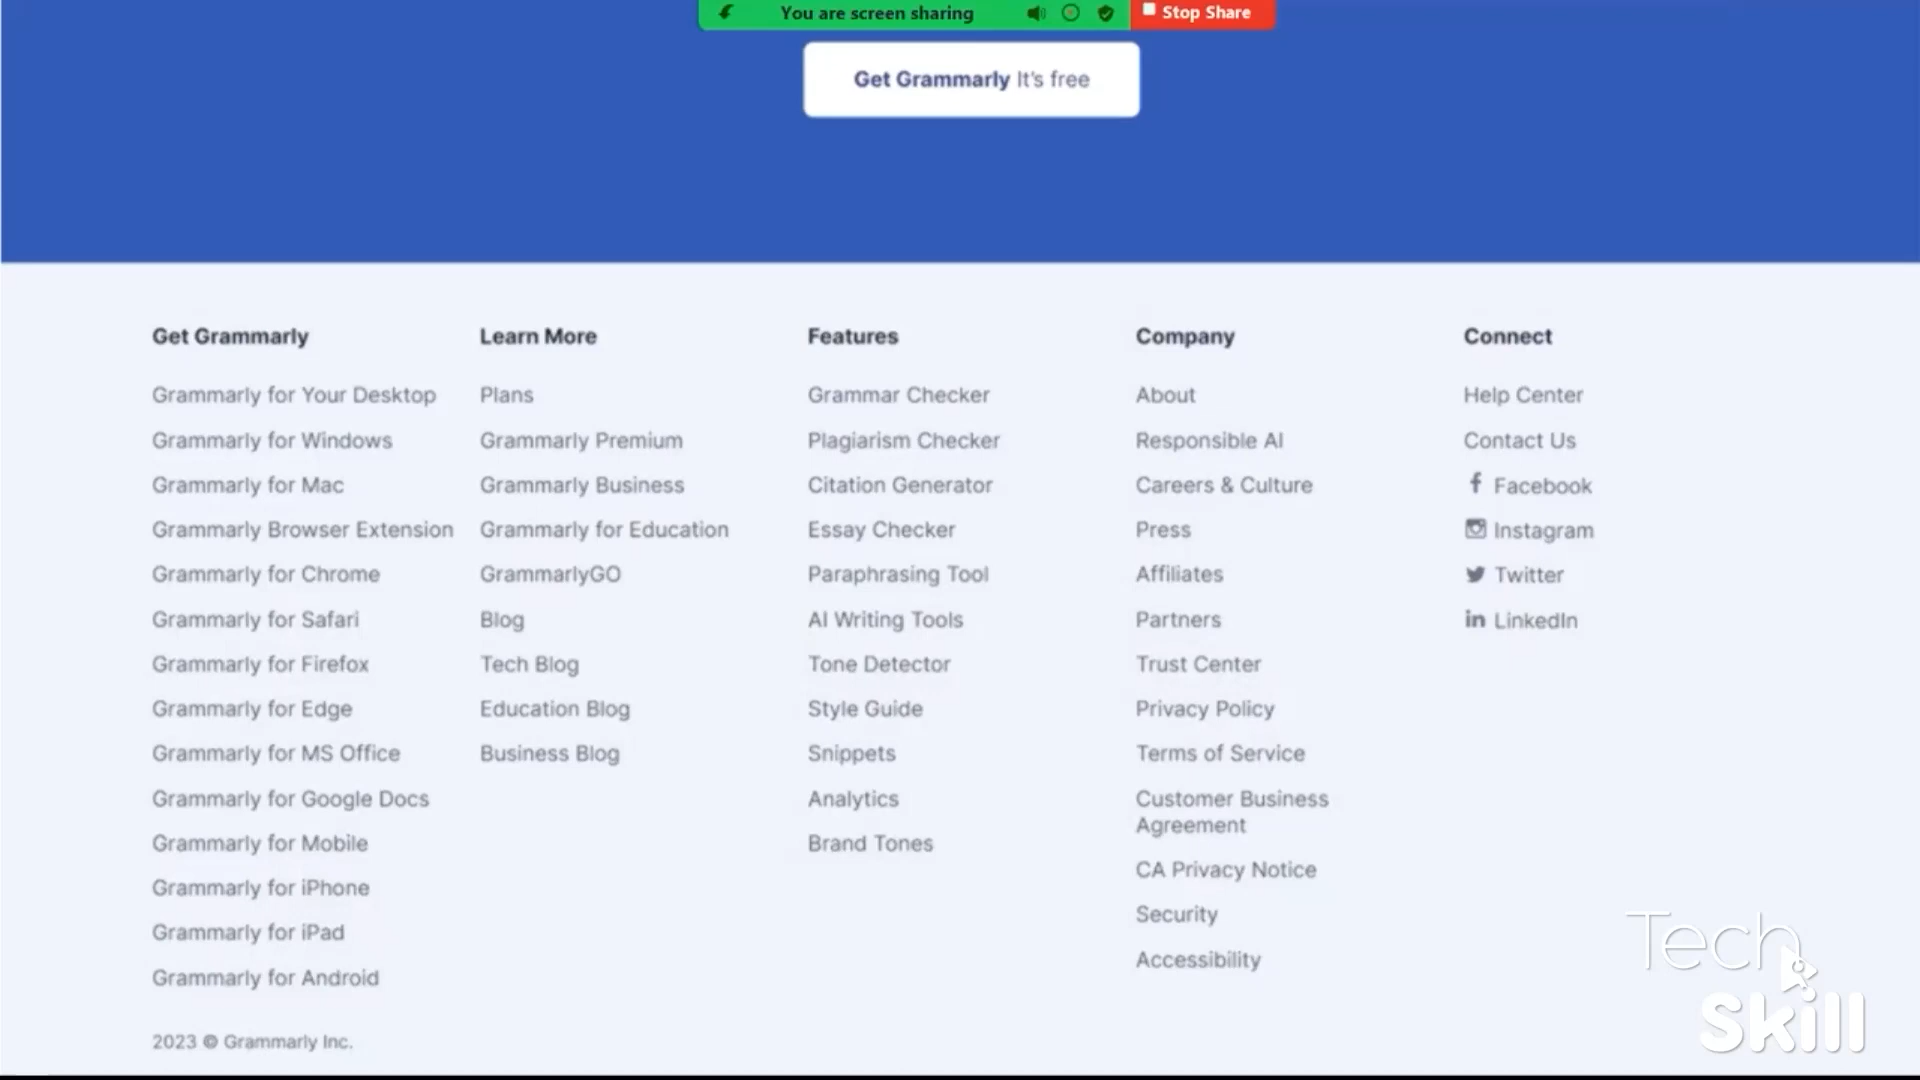 You are screen sharing
Stop Share
Get Grammarly It's free
Get Grammarly
Grammarly for Your Desktop
Grammarly for Windows
Grammarly for Mac
Grammarly Browser Extension
Grammarly for Chrome
Grammarly for Safari
Grammarly for Firefox
Grammarly for Edge
Grammarly for MS Office
Grammarly for Google Docs
Grammarly for Mobile
Grammarly for iPhone
Grammarly for iPad
Grammarly for Android
Learn More
Plans
Grammarly Premium
Grammarly Business
Grammarly for Education
GrammarlyGO
Blog
Tech Blog
Education Blog
Business Blog
Features
Grammar Checker
Plagiarism Checker
Citation Generator
Essay Checker
Paraphrasing Tool
AI Writing Tools
Tone Detector
Style Guide
Snippets
Analytics
Brand Tones
Company
About
Responsible AI
Careers & Culture
Press
Affiliates
Partners
Trust Center
Privacy Policy
Terms of Service
Customer Business
Agreement
CA Privacy Notice
Security
Accessibility
Connect
Help Center
Contact Us
Facebook
Instagram
Twitter
LinkedIn
2023 © Grammarly Inc.
Tech
Skill